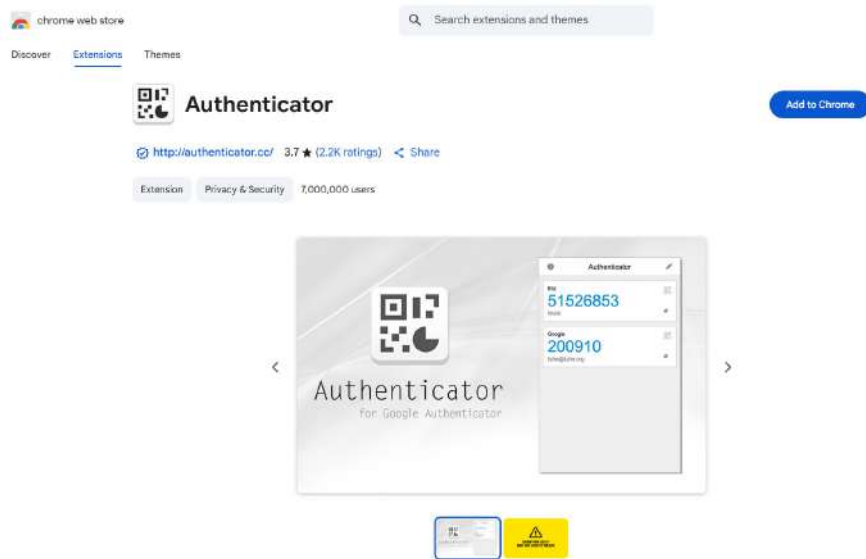 chrome web store
Search extensions and themes
Discover Extensions Themes
Authenticator
Add to Chrome
http://authenticator.cc/ 3.7 ★ (2.2K ratings) Share
Extension Privacy & Security 7,000,000 users
Authenticator
for Google Authenticator
Authenticator
51526853
Google
200910